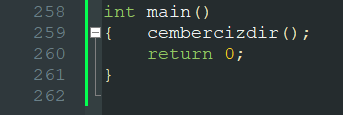 258 int main()
259 {   cembercizdir();
260     return 0;
261 }
262